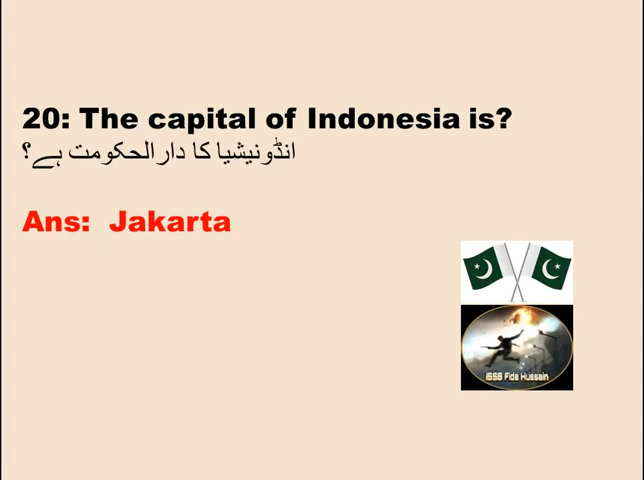 20: The capital of Indonesia is?
انڈونیشیا کا دارالحکومت ہے؟
Ans: Jakarta
ISSB Fida Hussain